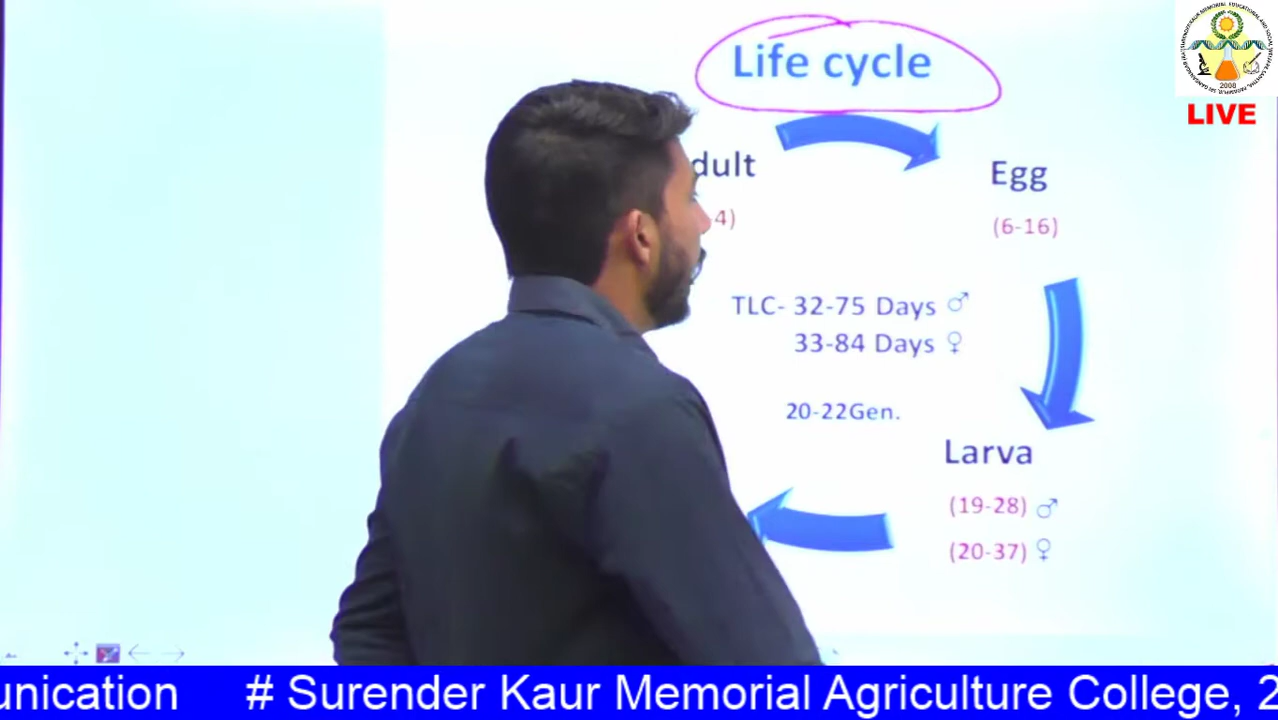 Life cycle
LIVE
2008
dult
4)
Egg
(6-16)
TLC- 32-75 Days ♂
33-84 Days ♀
20-22Gen.
Larva
(19-28) ♂
(20-37) ♀
unication # Surender Kaur Memorial Agriculture College, 2